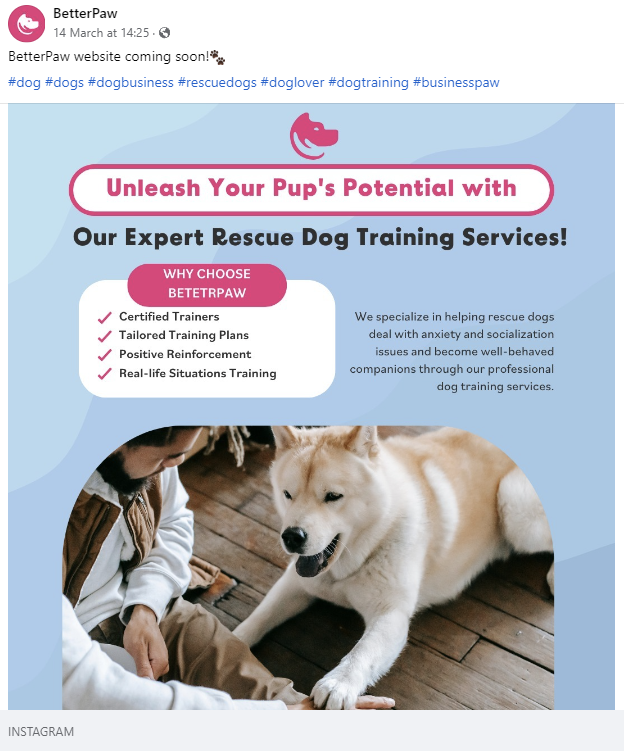 BetterPaw
14 March at 14:25 ·
BetterPaw website coming soon!🐾
#dog #dogs #dogbusiness #rescuedogs #doglover #dogtraining #businesspaw
Unleash Your Pup's Potential with
Our Expert Rescue Dog Training Services!
WHY CHOOSE
BETETRPAW
Certified Trainers
Tailored Training Plans
Positive Reinforcement
Real-life Situations Training
We specialize in helping rescue dogs
deal with anxiety and socialization
issues and become well-behaved
companions through our professional
dog training services.
INSTAGRAM